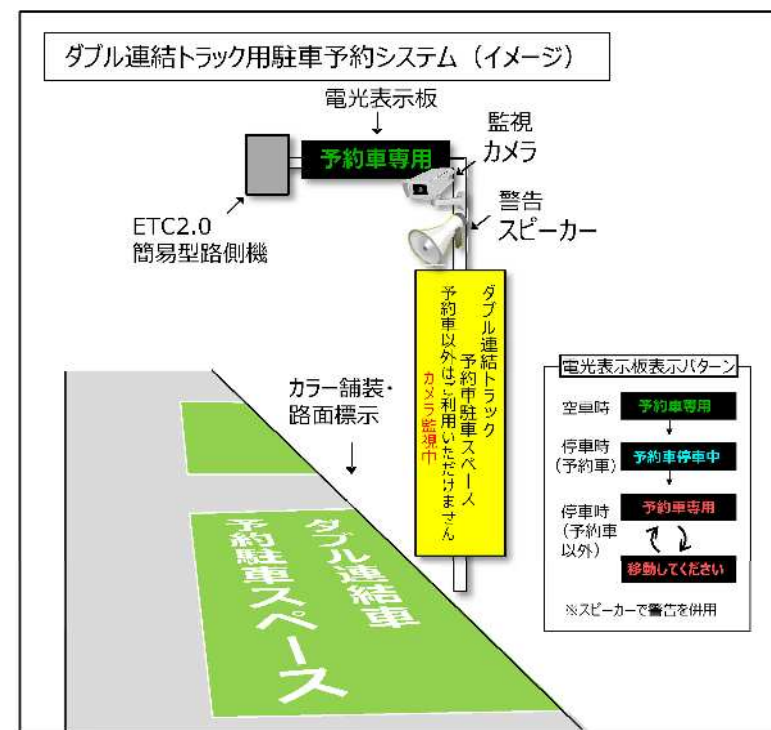 ダブル連結トラック用駐車予約システム（イメージ）
電光表示板
予約車専用
監視
カメラ
警告
スピーカー
ETC2.0
簡易型路側機
ダブル連結トラック
予約車駐車スペース
予約車以外はご利用いただけません
カメラ監視中
カラー舗装・
路面標示
ダブル連結車
予約駐車スペース
電光表示板表示パターン
空車時
予約車専用
停車時
（予約車）
予約車停車中
停車時
（予約車
以外）
予約車専用
移動してください
※スピーカーで警告を併用